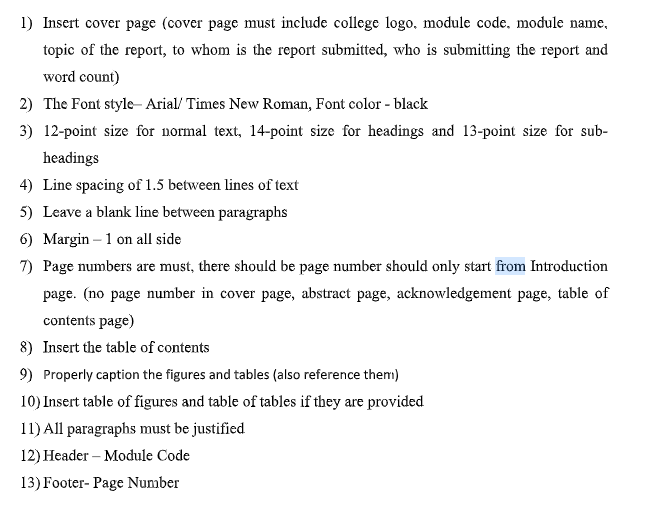 1) Insert cover page (cover page must include college logo, module code, module name,
topic of the report, to whom is the report submitted, who is submitting the report and
word count)
2) The Font style– Arial/ Times New Roman, Font color - black
3) 12-point size for normal text, 14-point size for headings and 13-point size for sub-
headings
4) Line spacing of 1.5 between lines of text
5) Leave a blank line between paragraphs
6) Margin – 1 on all side
7) Page numbers are must, there should be page number should only start from Introduction
page. (no page number in cover page, abstract page, acknowledgement page, table of
contents page)
8) Insert the table of contents
9) Properly caption the figures and tables (also reference them)
10) Insert table of figures and table of tables if they are provided
11) All paragraphs must be justified
12) Header – Module Code
13) Footer- Page Number